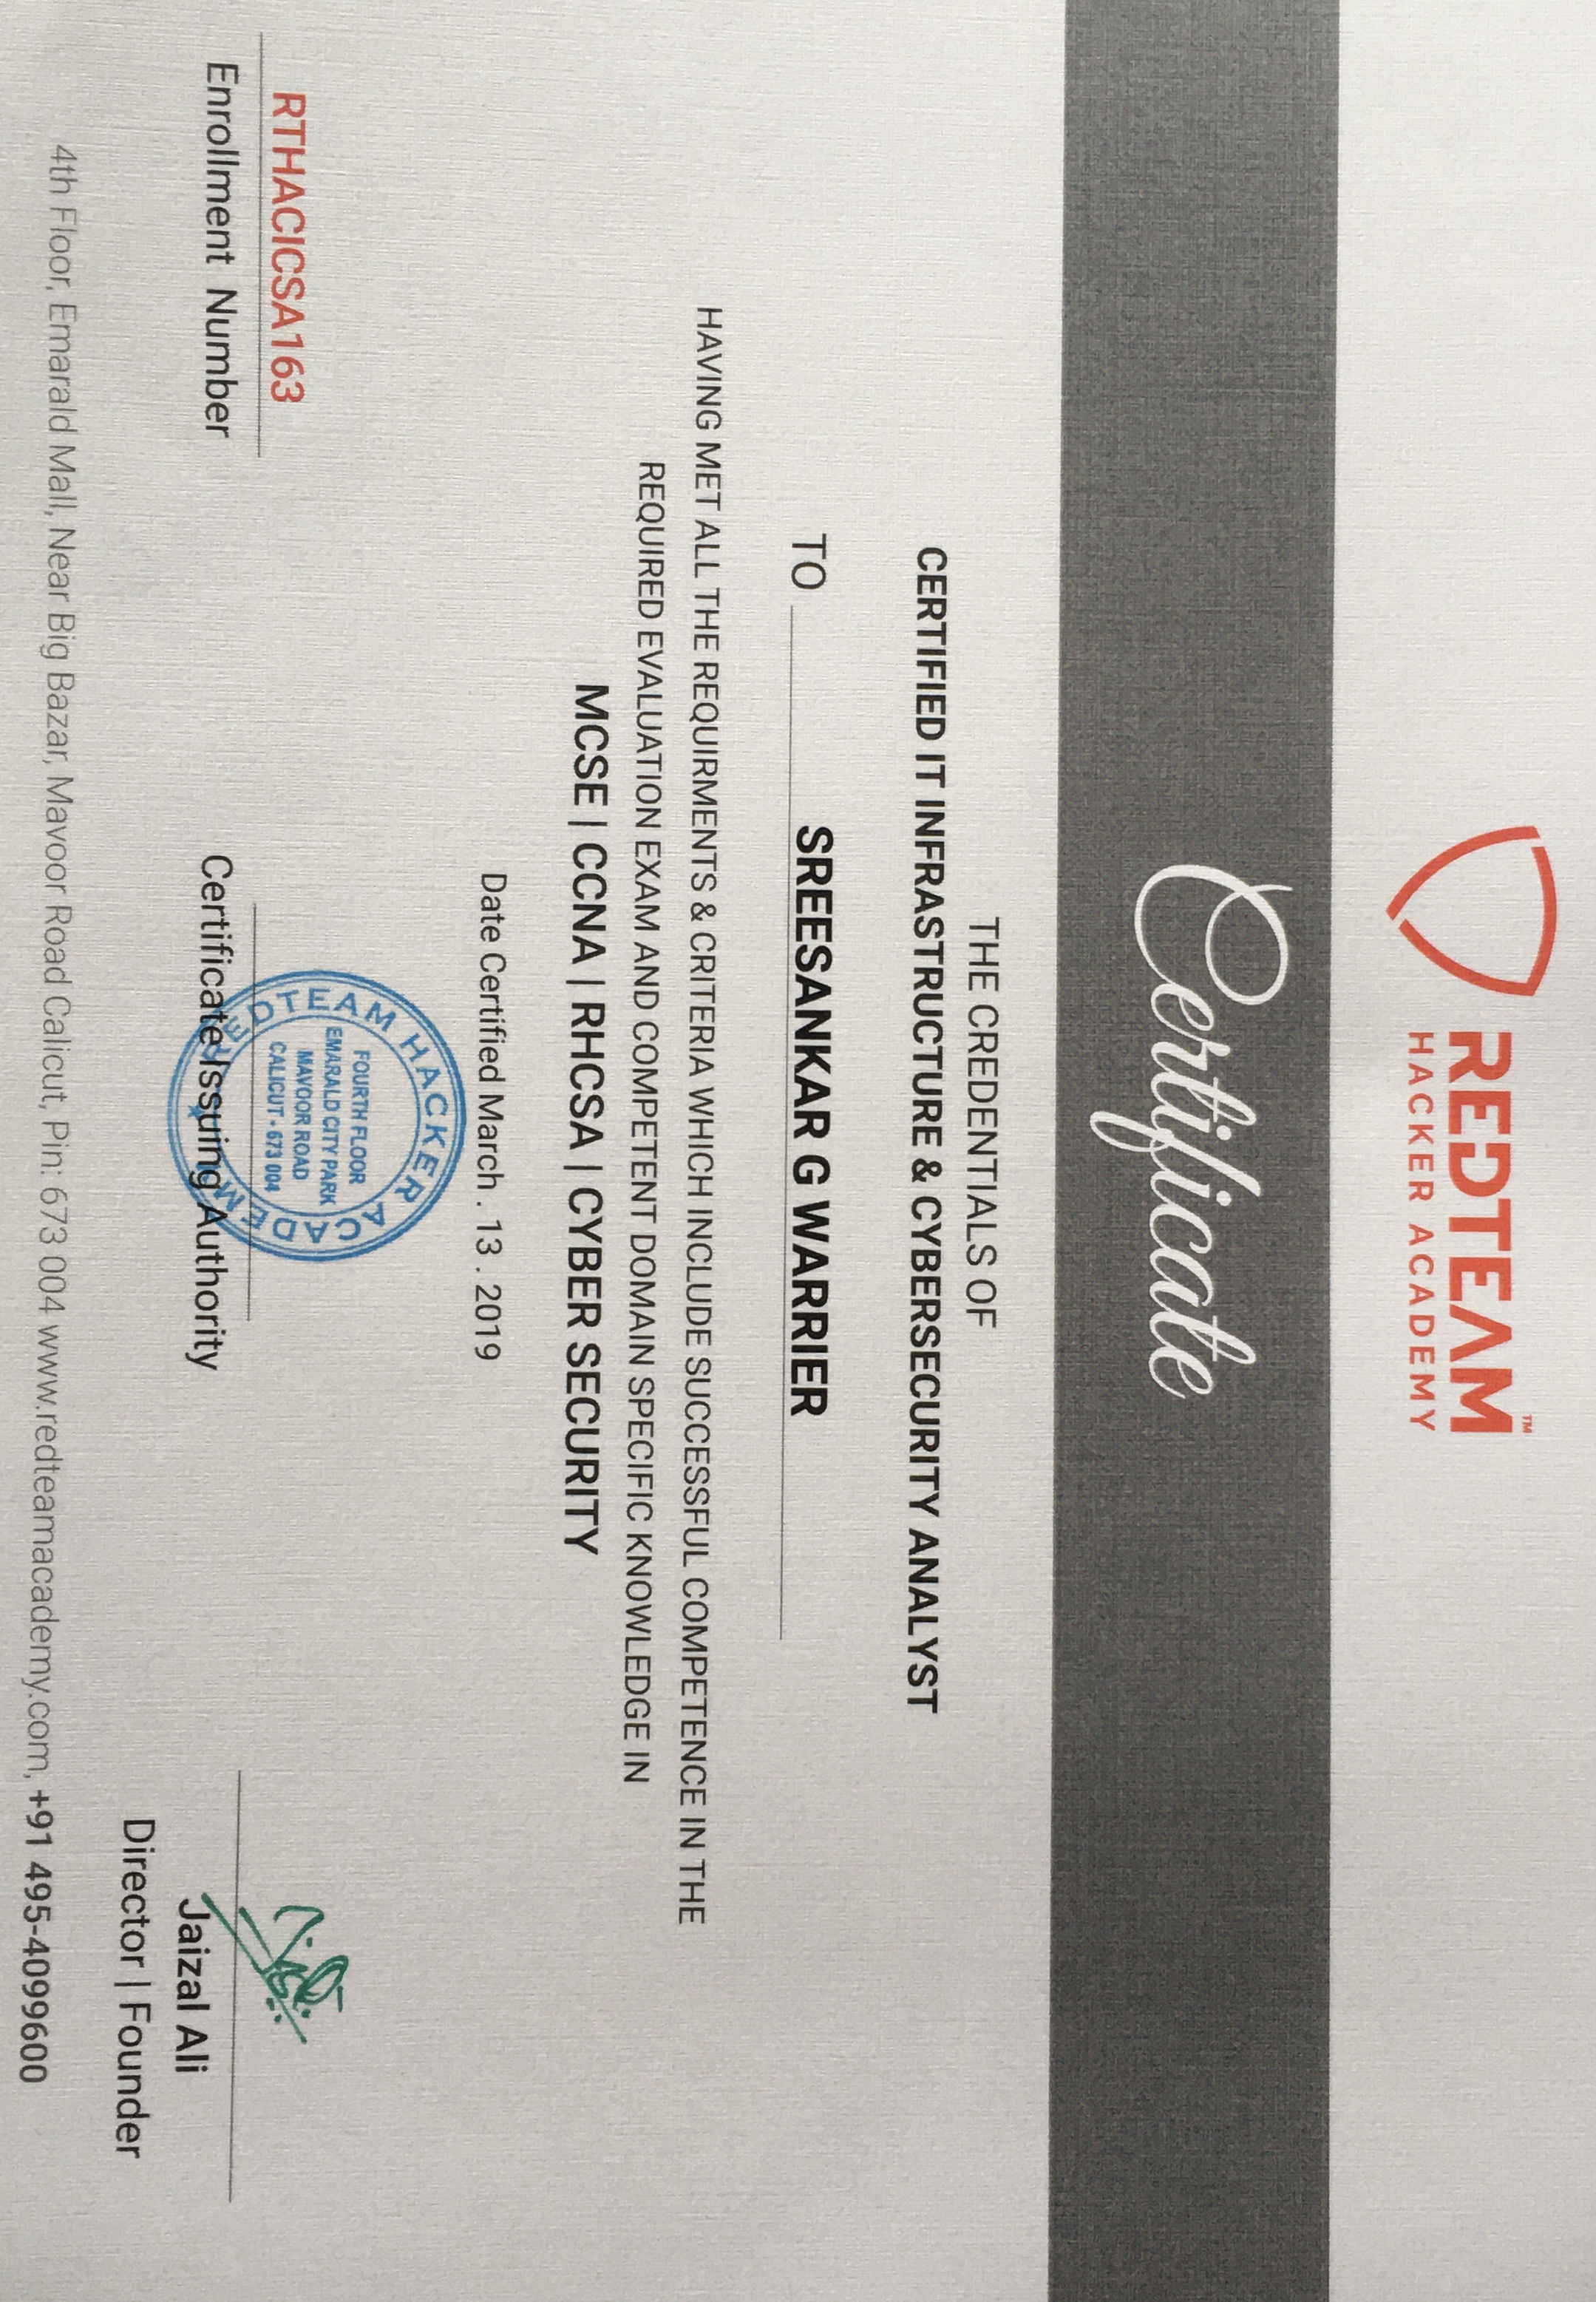 REDTEAM™
HACKER ACADEMY
Certificate
THE CREDENTIALS OF
CERTIFIED IT INFRASTRUCTURE & CYBERSECURITY ANALYST
TO SREESANKAR G WARRIER
HAVING MET ALL THE REQUIRMENTS & CRITERIA WHICH INCLUDE SUCCESSFUL COMPETENCE IN THE
REQUIRED EVALUATION EXAM AND COMPETENT DOMAIN SPECIFIC KNOWLEDGE IN
MCSE | CCNA | RHCSA | CYBER SECURITY
Date Certified March . 13 . 2019
REDTEAM HACKER ACADEMY
FOURTH FLOOR
EMARALD CITY PARK
MAVOOR ROAD
CALICUT - 673 004
RTHACICSA163
Enrollment Number
Certificate Issuing Authority
Jaizal Ali
Director | Founder
4th Floor, Emarald Mall, Near Big Bazar, Mavoor Road Calicut, Pin: 673 004 www.redteamacademy.com, +91 495-4099600